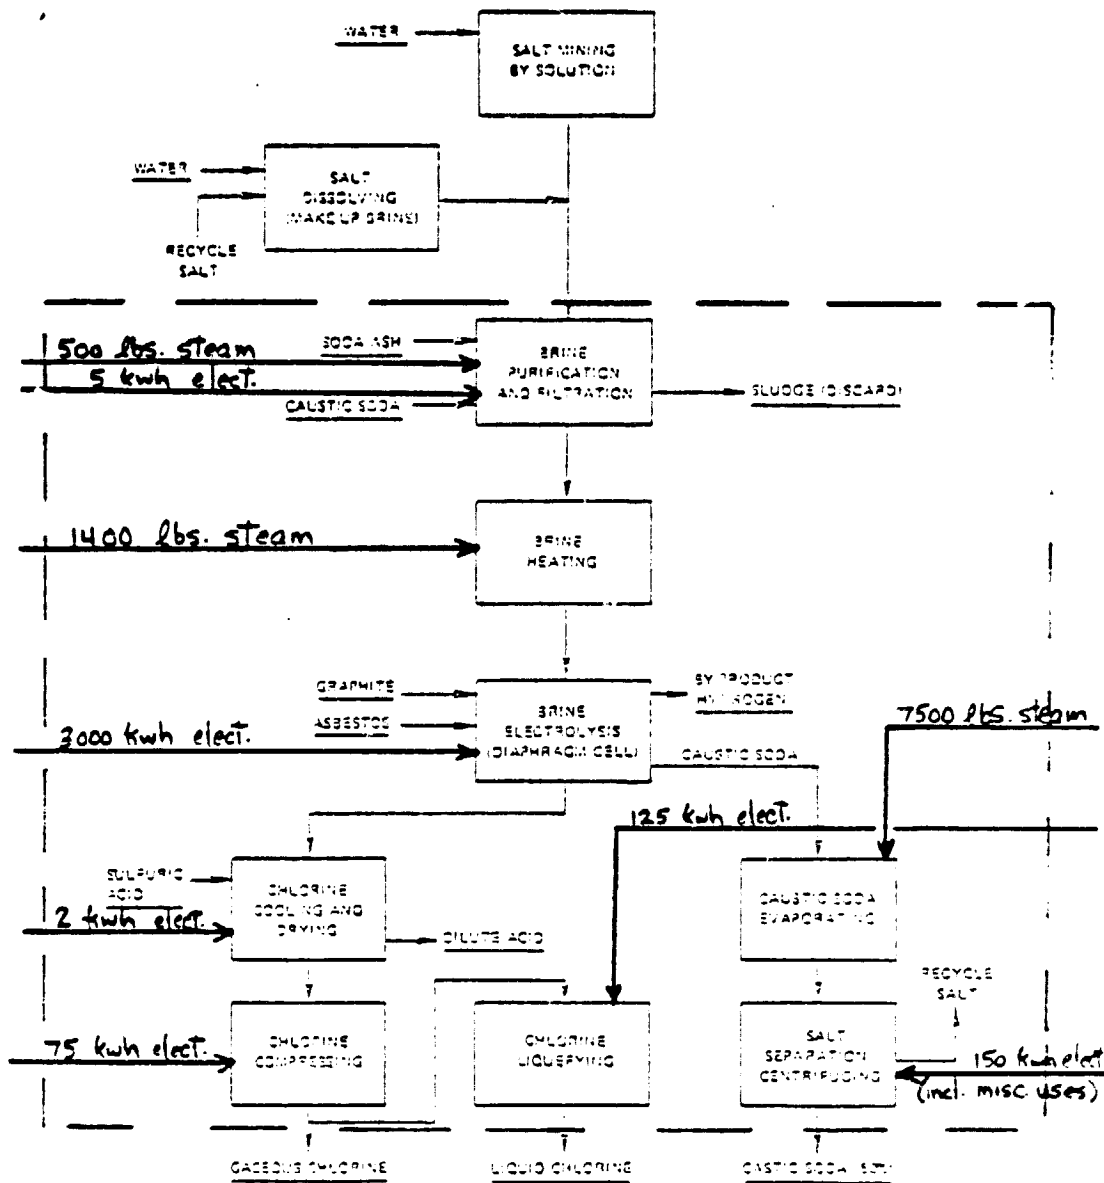 WATER
SALT MINING
BY SOLUTION
WATER
SALT
DISSOLVING
(MAKE UP BRINE)
RECYCLE
SALT
500 lbs. steam
SODA ASH
5 kwh elect.
CAUSTIC SODA
BRINE
PURIFICATION
AND FILTRATION
SLUDGE (DISCARD)
1400 lbs. steam
BRINE
HEATING
GRAPHITE
ASBESTOS
3000 kwh elect.
BRINE
ELECTROLYSIS
(DIAPHRAGM CELL)
BY PRODUCT
HYDROGEN
7500 lbs. steam
CAUSTIC SODA
125 kwh elect.
SULPURIC
ACID
2 kwh elect.
CHLORINE
COOLING AND
DRYING
DILUTE ACID
CAUSTIC SODA
EVAPORATING
RECYCLE
SALT
75 kwh elect.
CHLORINE
COMPRESSING
CHLORINE
LIQUEFYING
SALT
SEPARATION
CENTRIFUGING
150 kwh elect
(incl. misc. uses)
GASEOUS CHLORINE
LIQUID CHLORINE
CASTIC SODA (50%)